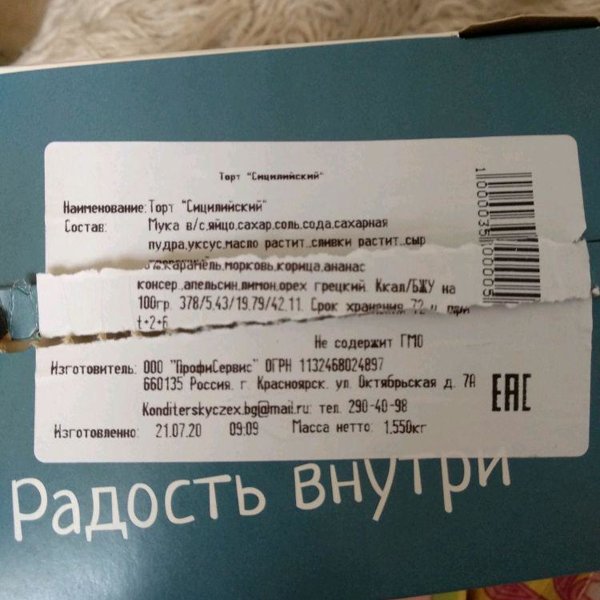 Торт "Сицилийский"
Наименование: Торт "Сицилийский"
Состав: Мука в/с,яйцо,сахар,соль,сода,сахарная
пудра,уксус,масло растит.,сливки растит.,сыр
карамель,морковь,корица,ананас
консер.,апельсин,лимон,орех грецкий. Ккал/БЖУ на
100гр. 378/5,43/19,79/42,11. Срок хранения 72 ч при
t+2+6
Не содержит ГМО
Изготовитель: ООО "ПрофиСервис" ОГРН 1132468024897
660135 Россия, г. Красноярск, ул. Октябрьская д. 7А
Konditerskyczex.bg@mail.ru: тел. 290-40-98
Изготовленно: 21.07.20 09:09 Масса нетто: 1,550кг
EAC
1000035000005
Радость внутри